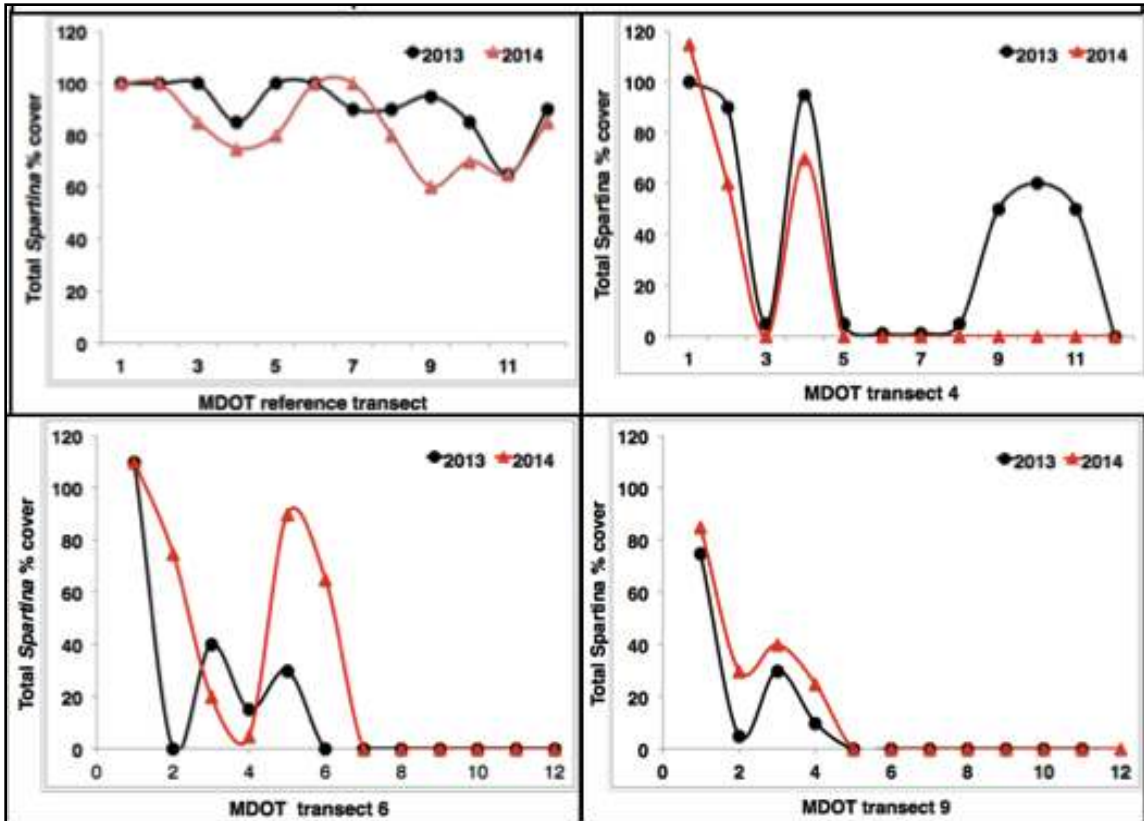 120
100
80
60
40
20
0
Total Spartina % cover
2013 2014
1 3 5 7 9 11
MDOT reference transect
120
100
80
60
40
20
0
Total Spartina % cover
2013 2014
1 3 5 7 9 11
MDOT transect 4
120
100
80
60
40
20
0
Total Spartina % cover
2013 2014
0 2 4 6 8 10 12
MDOT transect 6
120
100
80
60
40
20
0
Total Spartina % cover
2013 2014
0 2 4 6 8 10 12
MDOT transect 9